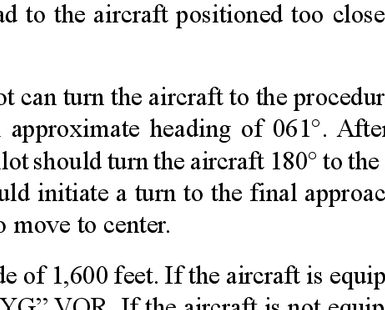 ad to the aircraft positioned too close
ot can turn the aircraft to the procedur
approximate heading of 061°. After
lot should turn the aircraft 180° to the
uld initiate a turn to the final approac
o move to center.
de of 1,600 feet. If the aircraft is equip
YG” VOR. If the aircraft is not equip